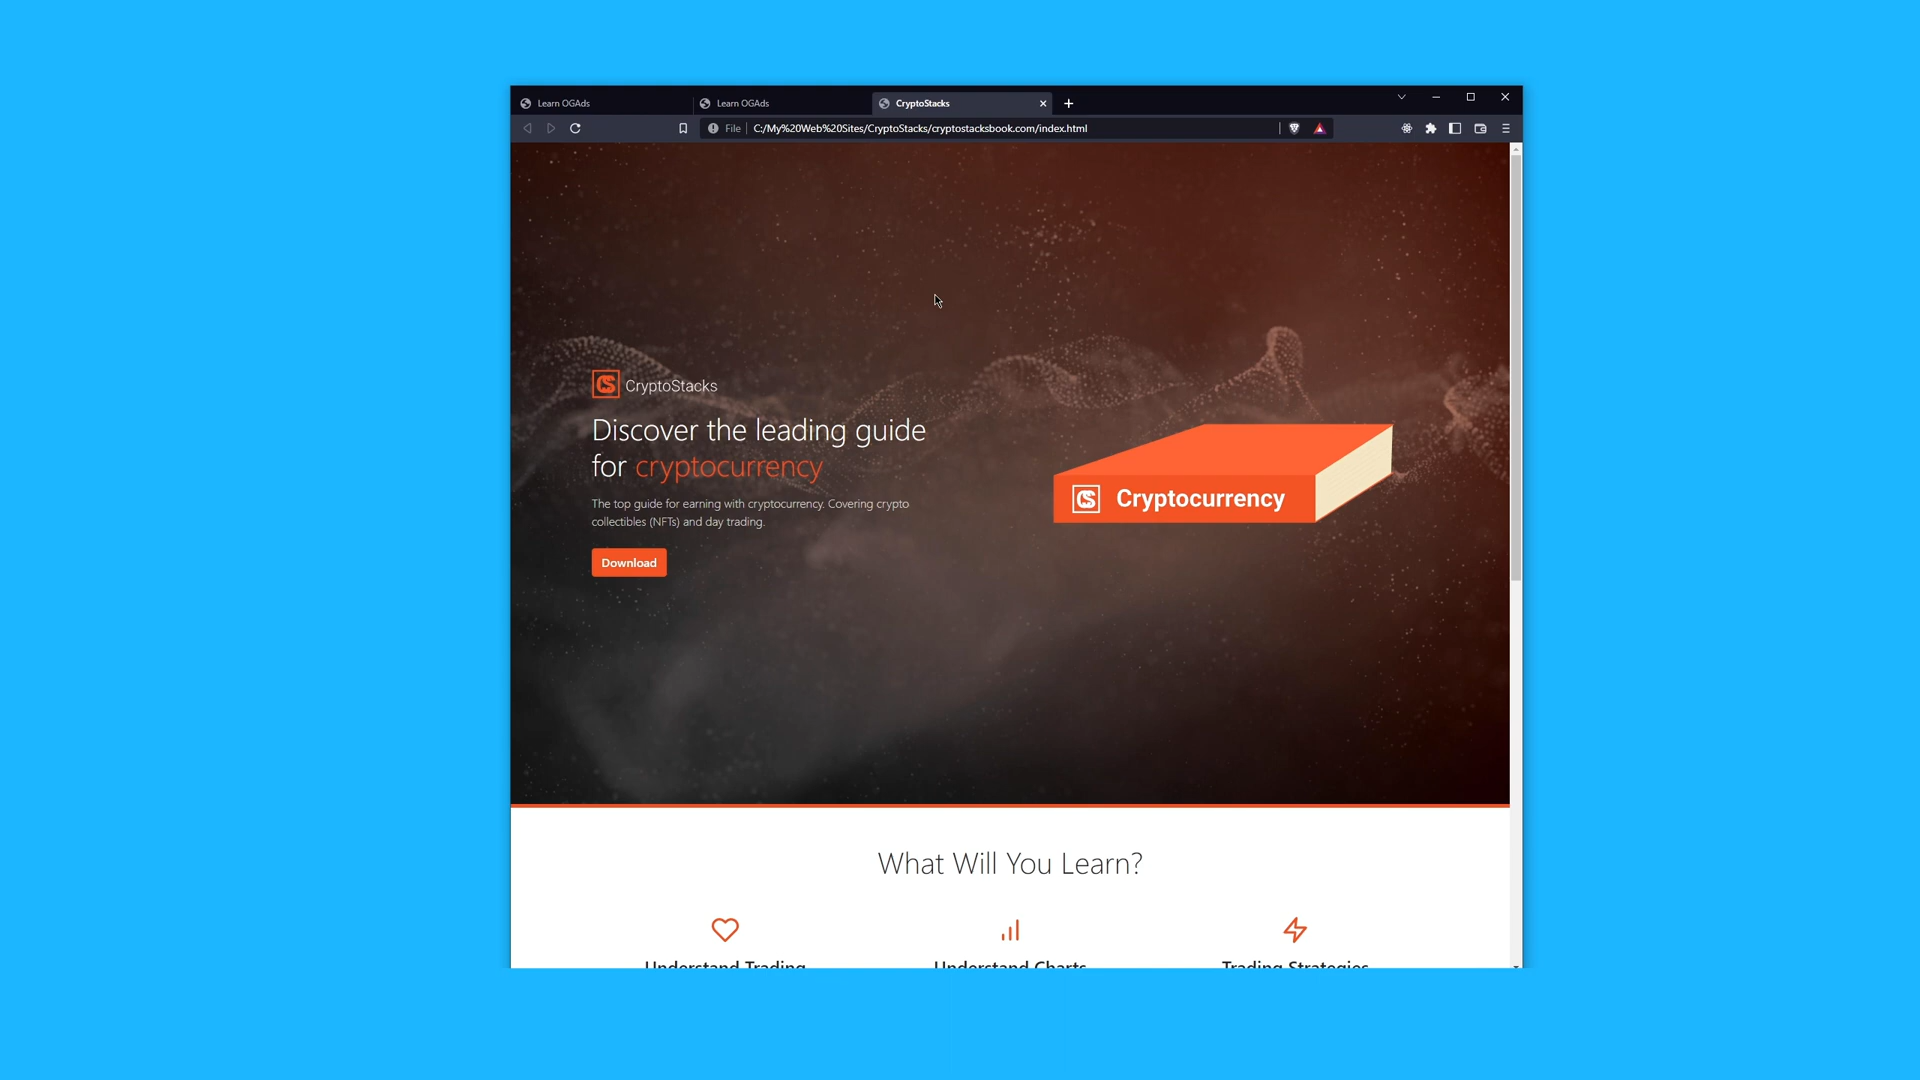 Learn OGAds
Learn OGAds
CryptoStacks
File
C:/My%20Web%20Sites/CryptoStacks/cryptostacksbook.com/index.html
CS CryptoStacks
Discover the leading guide
for cryptocurrency
The top guide for earning with cryptocurrency. Covering crypto
collectibles (NFTs) and day trading.
Download
CS Cryptocurrency
What Will You Learn?
Understand Trading
Understand Charts
Trading Strategies